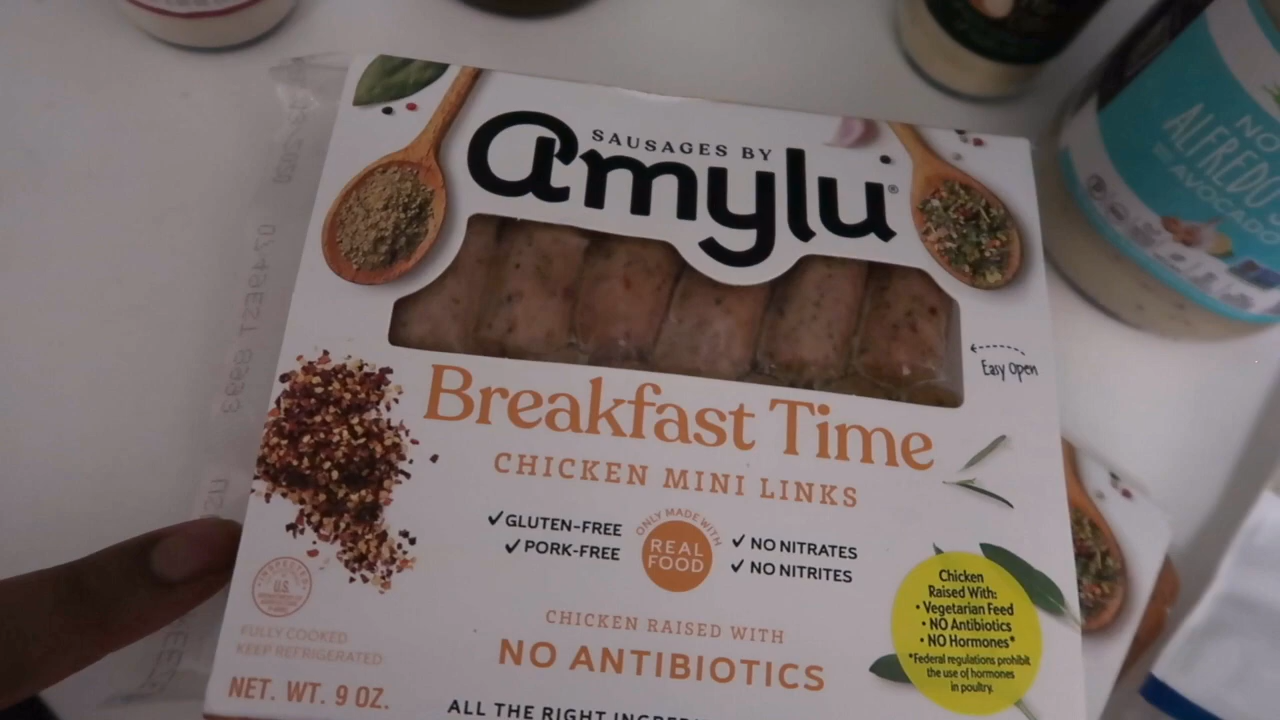 SAUSAGES BY
amylu®
Easy Open
Breakfast Time
CHICKEN MINI LINKS
✓GLUTEN-FREE
✓PORK-FREE
ONLY MADE WITH
REAL
FOOD
✓ NO NITRATES
✓ NO NITRITES
CHICKEN RAISED WITH
NO ANTIBIOTICS
ALL THE RIGHT
Chicken
Raised With:
• Vegetarian Feed
• NO Antibiotics
• NO Hormones*
*Federal regulations prohibit
the use of hormones
in poultry.
INSPECTED
U.S.
FULLY COOKED
KEEP REFRIGERATED
NET. WT. 9 OZ.
NO
ALFREDO
AVOCADO